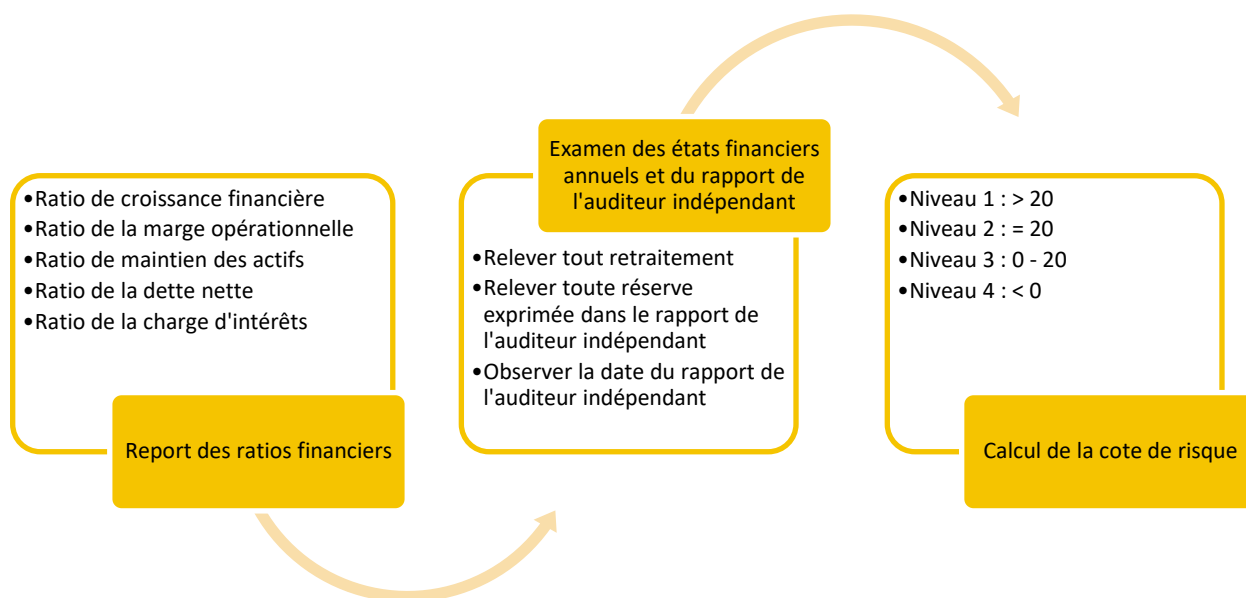 •Ratio de croissance financière
•Ratio de la marge opérationnelle
•Ratio de maintien des actifs
•Ratio de la dette nette
•Ratio de la charge d'intérêts
Report des ratios financiers
Examen des états financiers
annuels et du rapport de
l'auditeur indépendant
•Relever tout retraitement
•Relever toute réserve
exprimée dans le rapport de
l'auditeur indépendant
•Observer la date du rapport de
l'auditeur indépendant
•Niveau 1 : > 20
•Niveau 2 : = 20
•Niveau 3 : 0 - 20
•Niveau 4 : < 0
Calcul de la cote de risque